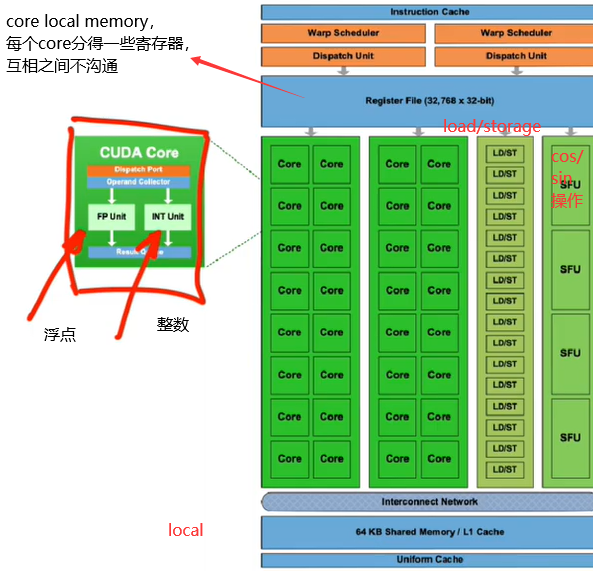 core local memory,
每个core分得一些寄存器,
互相之间不沟通
Instruction Cache
Warp Scheduler
Warp Scheduler
Dispatch Unit
Dispatch Unit
Register File (32,768 x 32-bit)
load/storage
CUDA Core
Dispatch Port
Operand Collector
FP Unit
INT Unit
浮点
整数
Core Core Core Core LD/ST
LD/ST
cos/
sin
操作
SFU
Core Core Core Core LD/ST
LD/ST
Core Core Core Core LD/ST
LD/ST
SFU
Core Core Core Core LD/ST
LD/ST
Core Core Core Core LD/ST
LD/ST
SFU
Core Core Core Core LD/ST
LD/ST
Core Core Core Core LD/ST
LD/ST
SFU
Core Core Core Core LD/ST
LD/ST
Interconnect Network
local
64 KB Shared Memory / L1 Cache
Uniform Cache